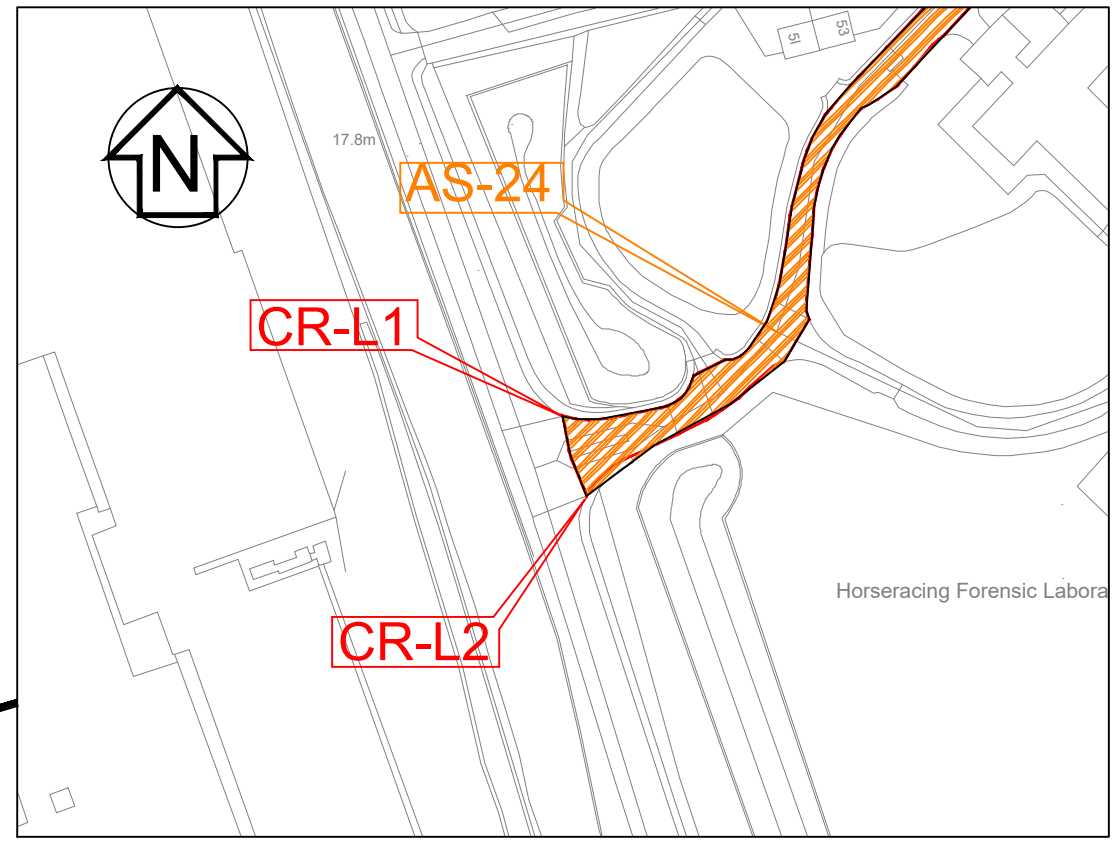 51
53
17.8m
N
AS-24
CR-L1
Horseracing Forensic Labora
CR-L2